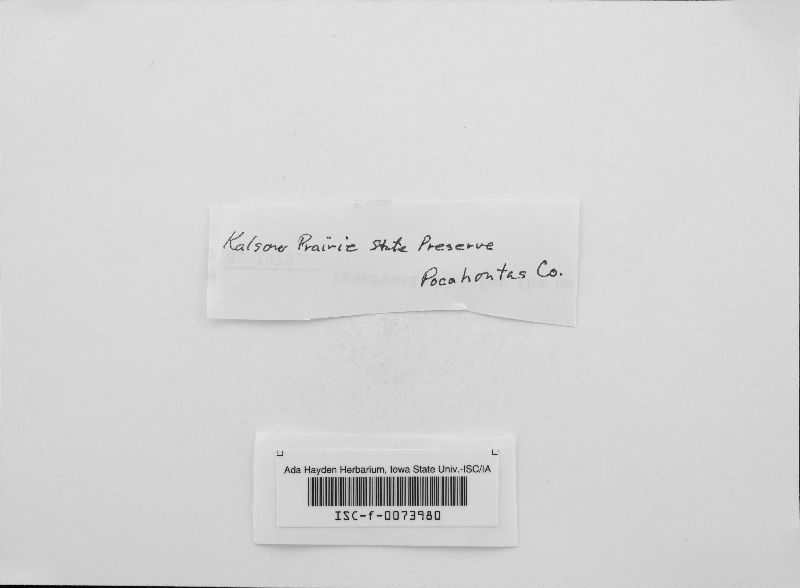 Kalsow Prairie State Preserve
Pocahontas Co.
Ada Hayden Herbarium, Iowa State Univ.-ISC/IA
ISC-f-0073980